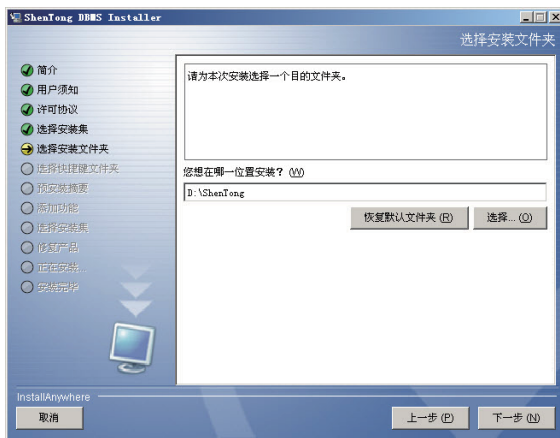 ShenTong DBMS Installer
选择安装文件夹
简介
用户须知
许可协议
选择安装集
选择安装文件夹
选择快捷键文件夹
预安装摘要
添加功能
选择安装集
修复产品
正在安装...
安装完毕
请为本次安装选择一个目的文件夹。
您想在哪一位置安装？(W)
D:\ShenTong
恢复默认文件夹 (R)
选择... (O)
InstallAnywhere
取消
上一步 (P)
下一步 (N)